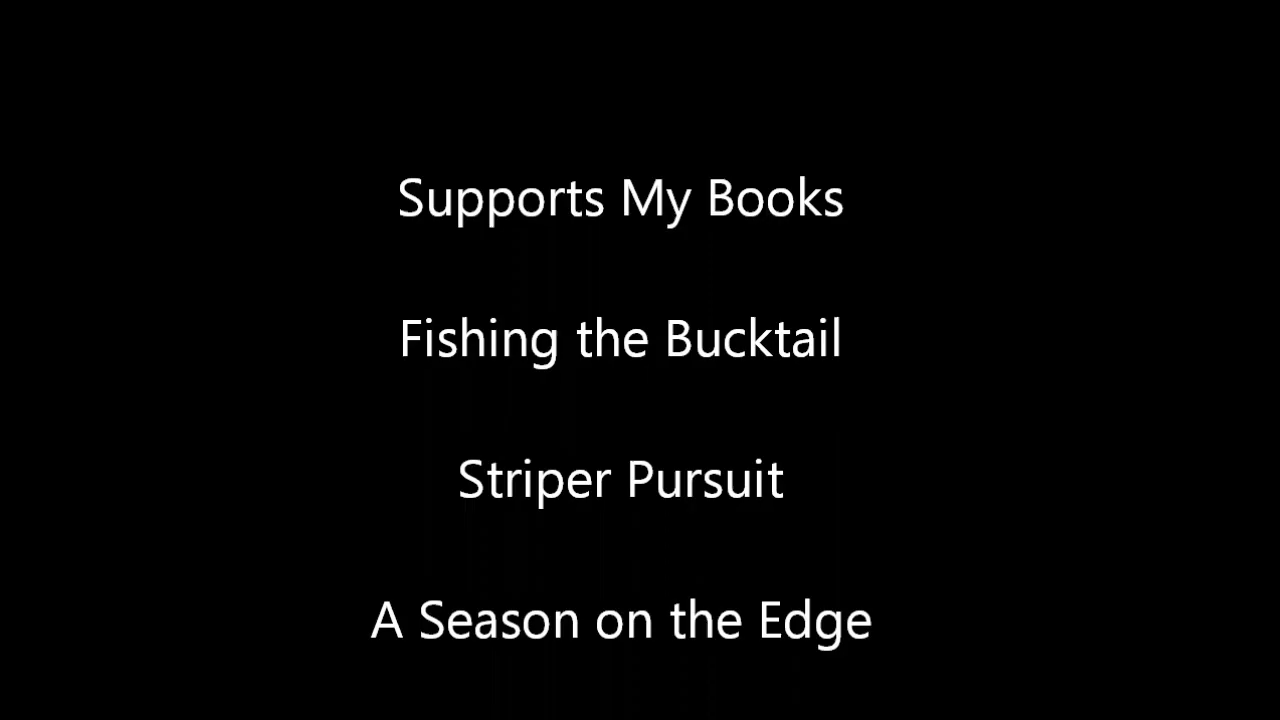 Supports My Books
Fishing the Bucktail
Striper Pursuit
A Season on the Edge